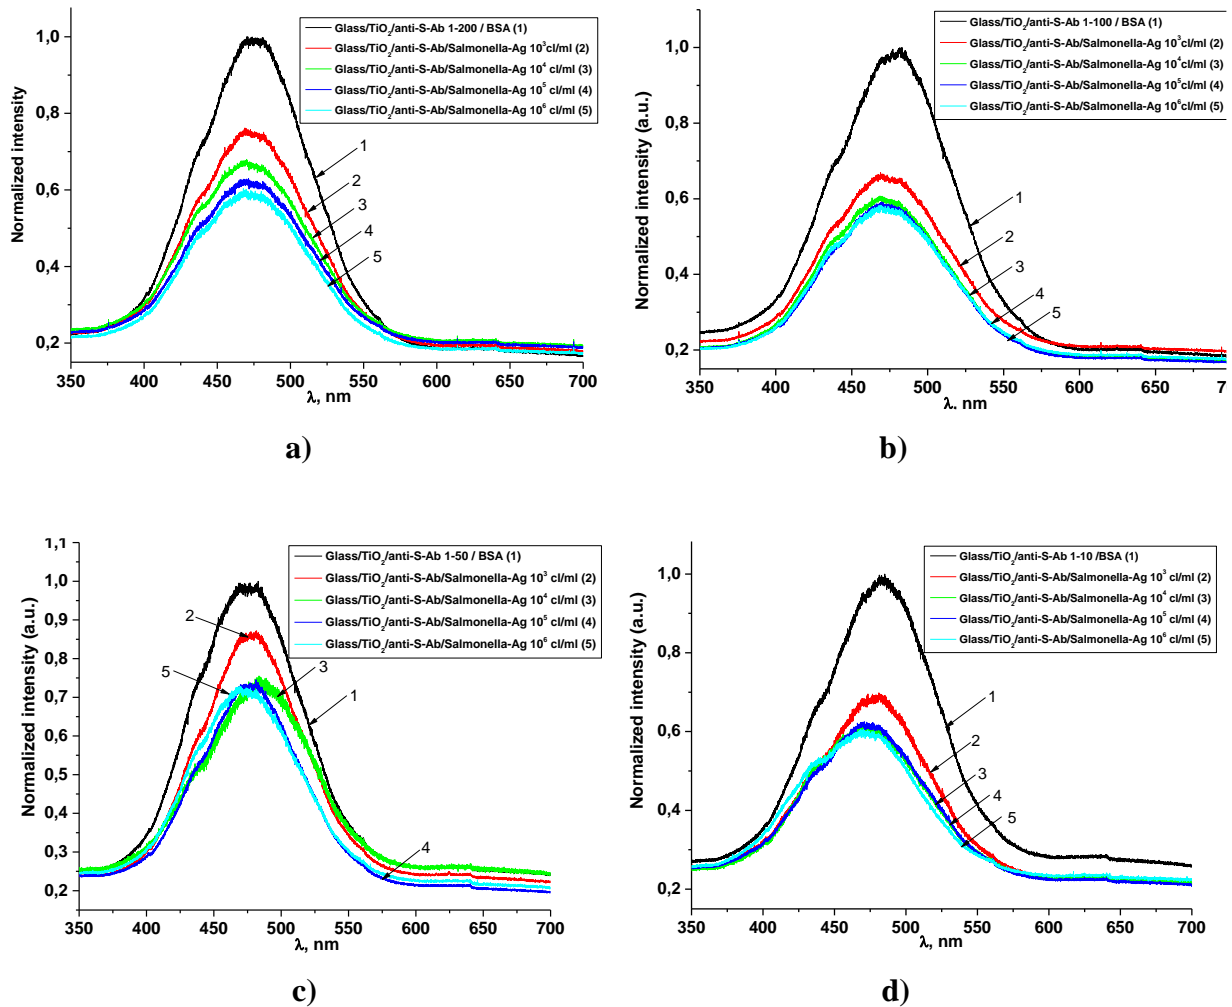 Glass/TiO₂/anti-S-Ab 1-200 / BSA (1)
Glass/TiO₂/anti-S-Ab/Salmonella-Ag 10³cl/ml (2)
Glass/TiO₂/anti-S-Ab/Salmonella-Ag 10⁴ cl/ml (3)
Glass/TiO₂/anti-S-Ab/Salmonella-Ag 10⁵ cl/ml (4)
Glass/TiO₂/anti-S-Ab/Salmonella-Ag 10⁶ cl/ml (5)
Normalized intensity
1,0
0,8
0,6
0,4
0,2
1
2
3
4
5
350 400 450 500 550 600 650 700
λ, nm
a)
Glass/TiO₂/anti-S-Ab 1-100 / BSA (1)
Glass/TiO₂/anti-S-Ab/Salmonella-Ag 10³cl/ml (2)
Glass/TiO₂/anti-S-Ab/Salmonella-Ag 10⁴cl/ml (3)
Glass/TiO₂/anti-S-Ab/Salmonella-Ag 10⁵cl/ml (4)
Glass/TiO₂/anti-S-Ab/Salmonella-Ag 10⁶cl/ml (5)
Normalized intensity (a.u.)
1,0
0,8
0,6
0,4
0,2
1
2
3
4
5
350 400 450 500 550 600 650
λ, nm
b)
Glass/TiO₂/anti-S-Ab 1-50 / BSA (1)
Glass/TiO₂/anti-S-Ab/Salmonella-Ag 10³ cl/ml (2)
Glass/TiO₂/anti-S-Ab/Salmonella-Ag 10⁴ cl/ml (3)
Glass/TiO₂/anti-S-Ab/Salmonella-Ag 10⁵ cl/ml (4)
Glass/TiO₂/anti-S-Ab/Salmonella-Ag 10⁶ cl/ml (5)
Normalized intensity (a.u.)
1,1
1,0
0,9
0,8
0,7
0,6
0,5
0,4
0,3
0,2
2
5
3
1
4
350 400 450 500 550 600 650 700
λ, nm
c)
Glass/TiO₂/anti-S-Ab 1-10 /BSA (1)
Glass/TiO₂/anti-S-Ab/Salmonella-Ag 10³ cl/ml (2)
Glass/TiO₂/anti-S-Ab/Salmonella-Ag 10⁴ cl/ml (3)
Glass/TiO₂/anti-S-Ab/Salmonella-Ag 10⁵ cl/ml (4)
Glass/TiO₂/anti-S-Ab/Salmonella-Ag 10⁶ cl/ml (5)
Normalized intensity (a.u.)
1,0
0,8
0,6
0,4
0,2
1
2
3
4
5
350 400 450 500 550 600 650 700
λ, nm
d)